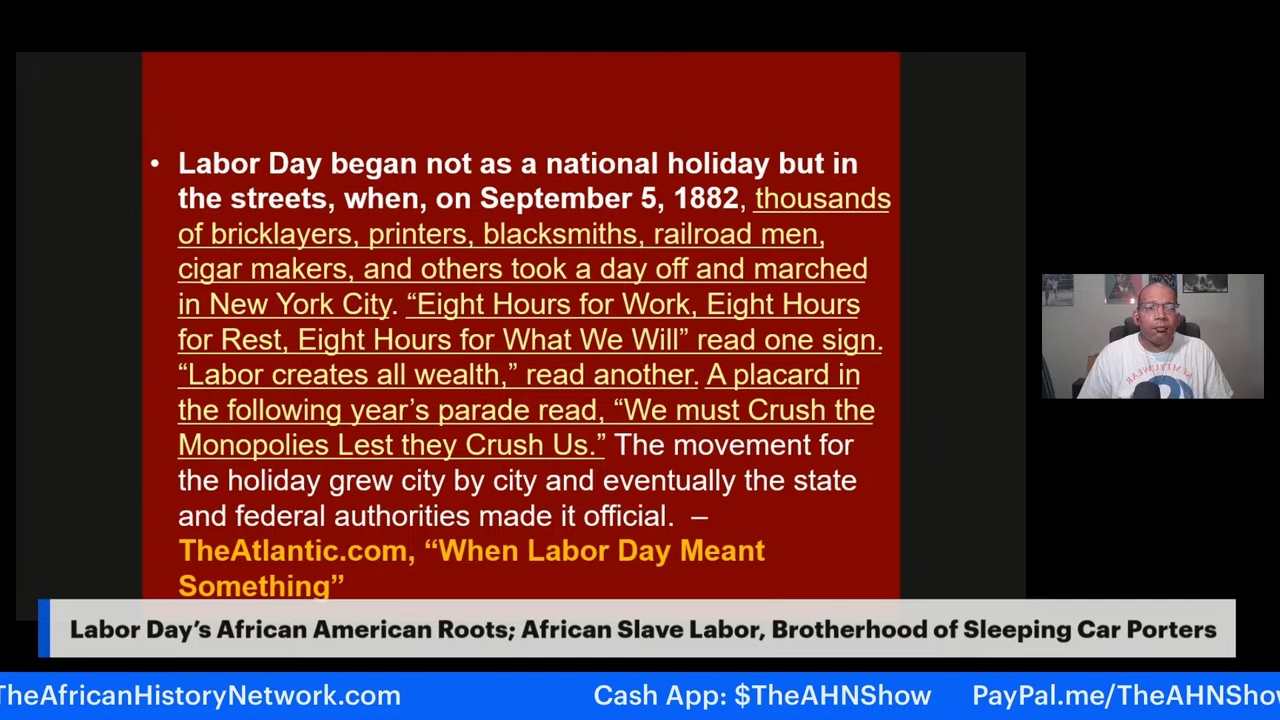 • Labor Day began not as a national holiday but in
the streets, when, on September 5, 1882, thousands
of bricklayers, printers, blacksmiths, railroad men,
cigar makers, and others took a day off and marched
in New York City. “Eight Hours for Work, Eight Hours
for Rest, Eight Hours for What We Will” read one sign.
“Labor creates all wealth,” read another. A placard in
the following year’s parade read, “We must Crush the
Monopolies Lest they Crush Us.” The movement for
the holiday grew city by city and eventually the state
and federal authorities made it official. –
TheAtlantic.com, “When Labor Day Meant
Something”
Labor Day’s African American Roots; African Slave Labor, Brotherhood of Sleeping Car Porters
TheAfricanHistoryNetwork.com Cash App: $TheAHNShow PayPal.me/TheAHNSho